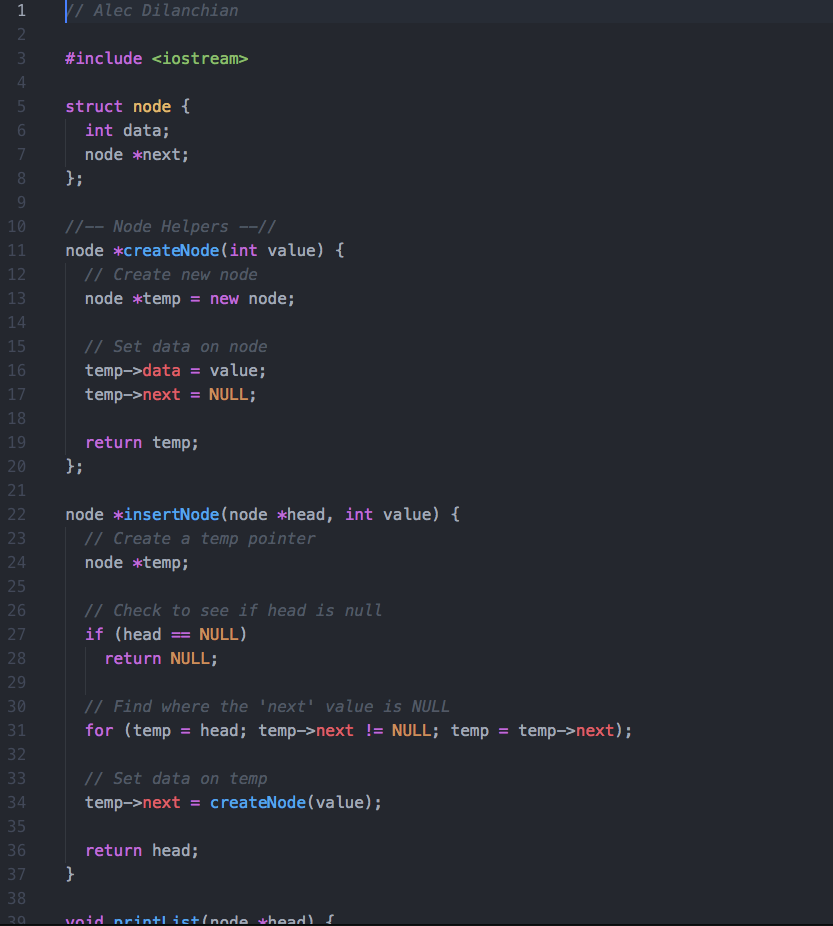 1 // Alec Dilanchian
2
3 #include <iostream>
4
5 struct node {
6 int data;
7 node *next;
8 };
9
10 //-- Node Helpers --//
11 node *createNode(int value) {
12 // Create new node
13 node *temp = new node;
14
15 // Set data on node
16 temp->data = value;
17 temp->next = NULL;
18
19 return temp;
20 };
21
22 node *insertNode(node *head, int value) {
23 // Create a temp pointer
24 node *temp;
25
26 // Check to see if head is null
27 if (head == NULL)
28 return NULL;
29
30 // Find where the 'next' value is NULL
31 for (temp = head; temp->next != NULL; temp = temp->next);
32
33 // Set data on temp
34 temp->next = createNode(value);
35
36 return head;
37 }
38
39 void printList(node *head) {